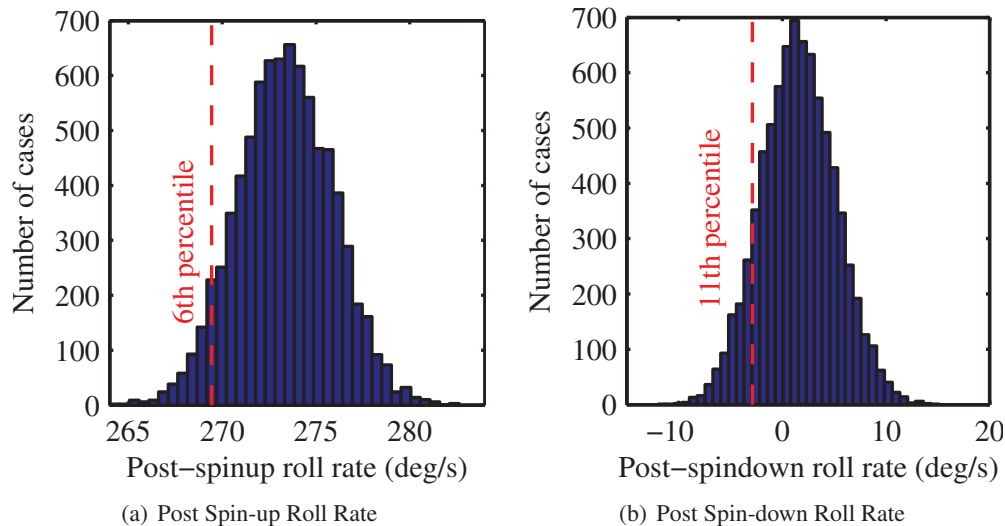 700
600
500
400
300
200
100
0
Number of cases
6th percentile
265 270 275 280
Post−spinup roll rate (deg/s)
(a) Post Spin-up Roll Rate
700
600
500
400
300
200
100
0
Number of cases
11th percentile
−10 0 10 20
Post−spindown roll rate (deg/s)
(b) Post Spin-down Roll Rate